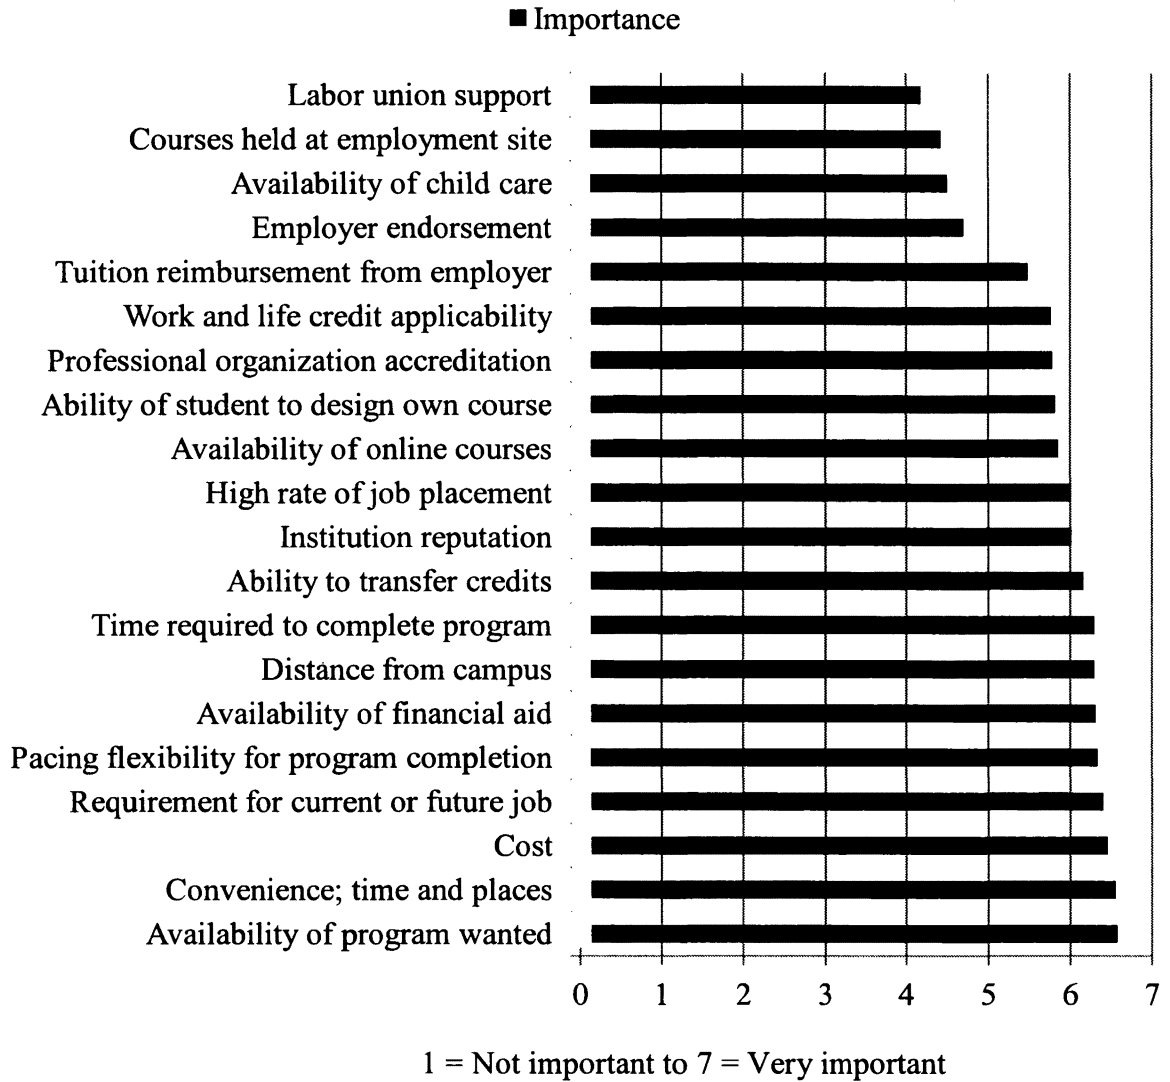 Importance
Labor union support
Courses held at employment site
Availability of child care
Employer endorsement
Tuition reimbursement from employer
Work and life credit applicability
Professional organization accreditation
Ability of student to design own course
Availability of online courses
High rate of job placement
Institution reputation
Ability to transfer credits
Time required to complete program
Distance from campus
Availability of financial aid
Pacing flexibility for program completion
Requirement for current or future job
Cost
Convenience; time and places
Availability of program wanted
0 1 2 3 4 5 6 7
1 = Not important to 7 = Very important